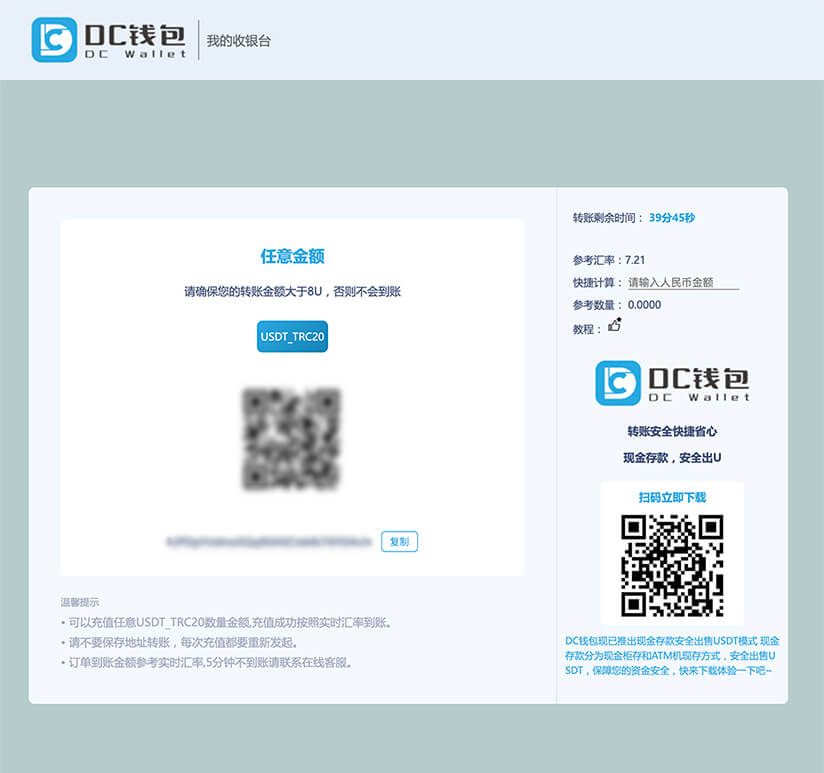 DC钱包
DC Wallet
我的收银台
任意金额
请确保您的转账金额大于8U，否则不会到账
USDT_TRC20
复制
温馨提示
• 可以充值任意USDT_TRC20数量金额,充值成功按照实时汇率到账。
• 请不要保存地址转账，每次充值都要重新发起。
• 订单到账金额参考实时汇率,5分钟不到账请联系在线客服。
转账剩余时间： 39分45秒
参考汇率：7.21
快捷计算： 请输入人民币金额
参考数量： 0.0000
教程：
DC钱包
DC Wallet
转账安全快捷省心
现金存款，安全出U
扫码立即下载
DC钱包现已推出现金存款安全出售USDT模式 现金
存款分为现金柜存和ATM机现存方式，安全出售U
SDT，保障您的资金安全，快来下载体验一下吧~